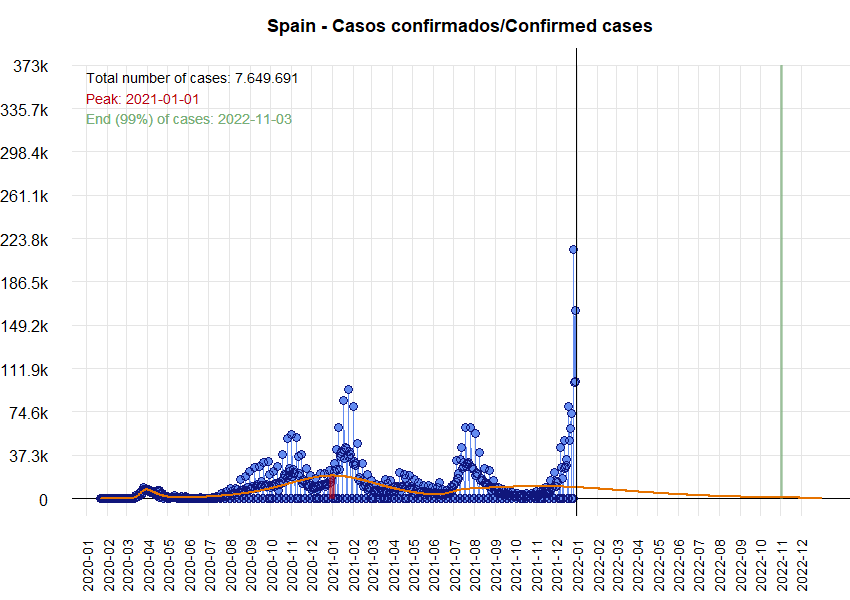 Spain - Casos confirmados/Confirmed cases
373k
335.7k
298.4k
261.1k
223.8k
186.5k
149.2k
111.9k
74.6k
37.3k
0
Total number of cases: 7.649.691
Peak: 2021-01-01
End (99%) of cases: 2022-11-03
2020-01
2020-02
2020-03
2020-04
2020-05
2020-06
2020-07
2020-08
2020-09
2020-10
2020-11
2020-12
2021-01
2021-02
2021-03
2021-04
2021-05
2021-06
2021-07
2021-08
2021-09
2021-10
2021-11
2021-12
2022-01
2022-02
2022-03
2022-04
2022-05
2022-06
2022-07
2022-08
2022-09
2022-10
2022-11
2022-12